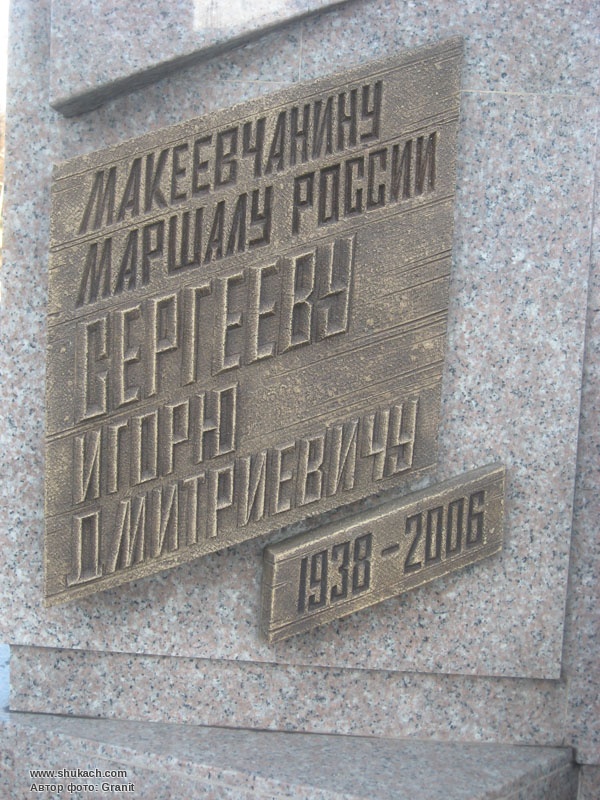 МАКЕЕВЧАНИНУ
МАРШАЛУ РОССИИ
СЕРГЕЕВУ
ИГОРЮ
ДМИТРИЕВИЧУ
1938 – 2006
www.shukach.com
Автор фото: Granit